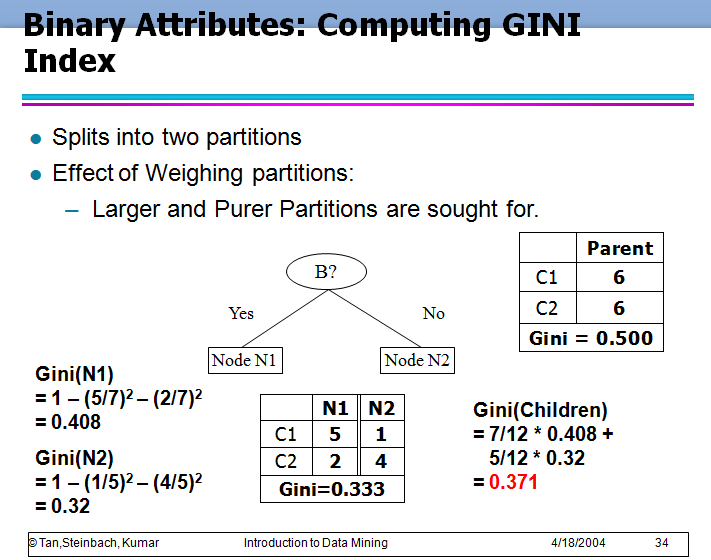 Binary Attributes: Computing GINI
Index
● Splits into two partitions
● Effect of Weighing partitions:
– Larger and Purer Partitions are sought for.
Parent
C1 6
C2 6
Gini = 0.500
B?
Yes No
Node N1 Node N2
Gini(N1)
= 1 – (5/7)² – (2/7)²
= 0.408
Gini(N2)
= 1 – (1/5)² – (4/5)²
= 0.32
N1 N2
C1 5 1
C2 2 4
Gini=0.333
Gini(Children)
= 7/12 * 0.408 +
5/12 * 0.32
= 0.371
© Tan,Steinbach, Kumar Introduction to Data Mining 4/18/2004 34